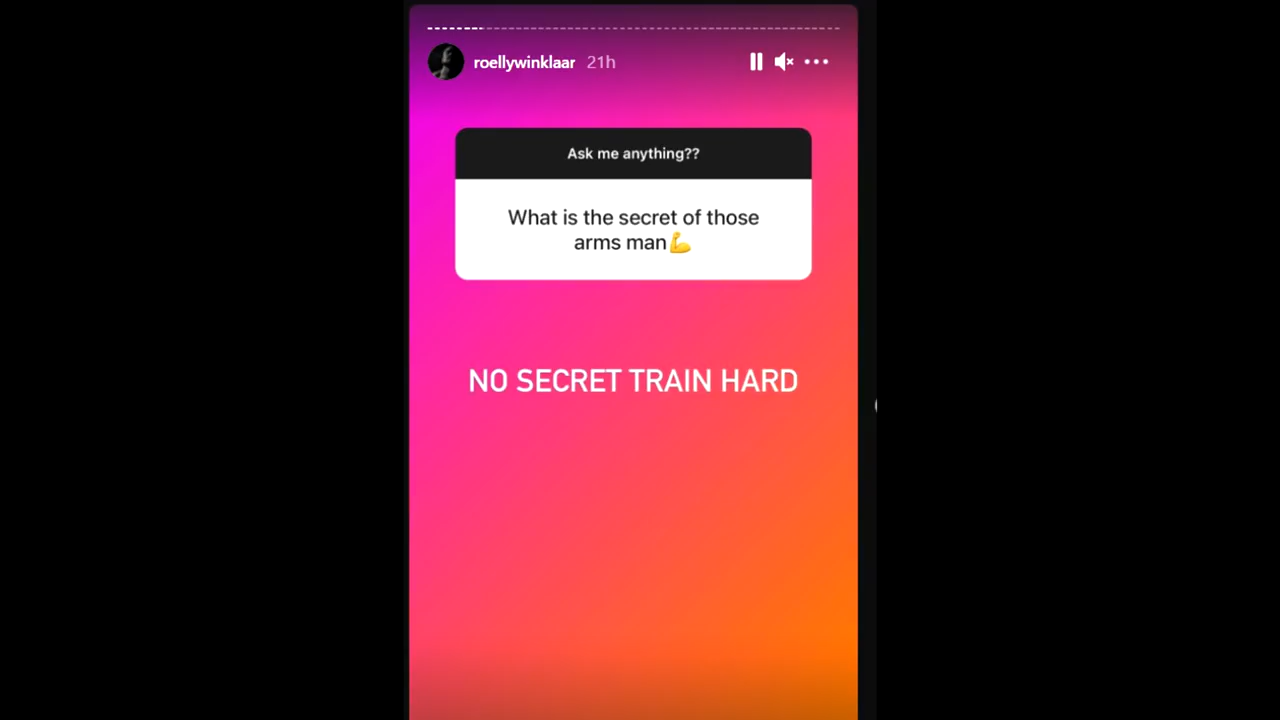 roellywinklaar 21h
Ask me anything??
What is the secret of those
arms man💪
NO SECRET TRAIN HARD